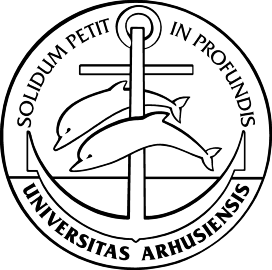 SOLIDUM PETIT IN PROFUNDIS
UNIVERSITAS ARHUSIENSIS